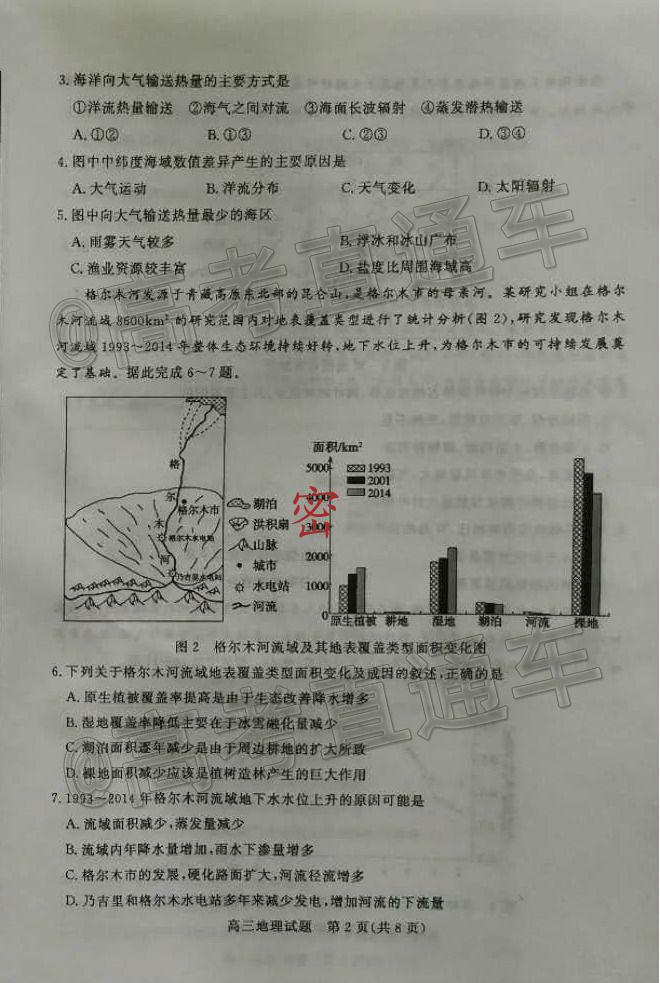 3.海洋向大气输送热量的主要方式是
①洋流热量输送 ②海气之间对流 ③海面长波辐射 ④蒸发潜热输送
A.①② B.①③ C.②③ D.③④
4.图中中纬度海域数值差异产生的主要原因是
A.大气运动 B.洋流分布 C.天气变化 D.太阳辐射
5.图中向大气输送热量最少的海区
A.雨雾天气较多 B.浮冰和冰山广布
C.渔业资源较丰富 D.盐度比周围海域高
格尔木河发源于青藏高原东北部的昆仑山,是格尔木市的母亲河。某研究小组在格尔
木河流域8600km²的研究范围内对地表覆盖类型进行了统计分析(图2),研究发现格尔木
河流域1993~2014年整体生态环境持续好转、地下水位上升,为格尔木市的可持续发展奠
定了基础。据此完成6~7题。
格
尔
木
河
格尔木市
格尔木水电站
乃吉里水电站
湖泊
洪积扇
山脉
城市
水电站
河流
面积/km²
5000
4000
3000
2000
1000
0
1993
2001
2014
原生植被 耕地 湿地 湖泊 河流 裸地
密
图2 格尔木河流域及其地表覆盖类型面积变化图
6.下列关于格尔木河流域地表覆盖类型面积变化及成因的叙述,正确的是
A.原生植被覆盖率提高是由于生态改善降水增多
B.湿地覆盖率降低主要在于冰雪融化量减少
C.湖泊面积逐年减少是由于周边耕地的扩大所致
D.裸地面积减少应该是植树造林产生的巨大作用
7.1993~2014年格尔木河流域地下水水位上升的原因可能是
A.流域面积减少,蒸发量减少
B.流域内年降水量增加,雨水下渗量增多
C.格尔木市的发展,硬化路面扩大,河流径流增多
D.乃吉里和格尔木水电站多年来减少发电,增加河流的下流量
高三地理试题 第2页(共8页)
@高考直通车
@高考直通车